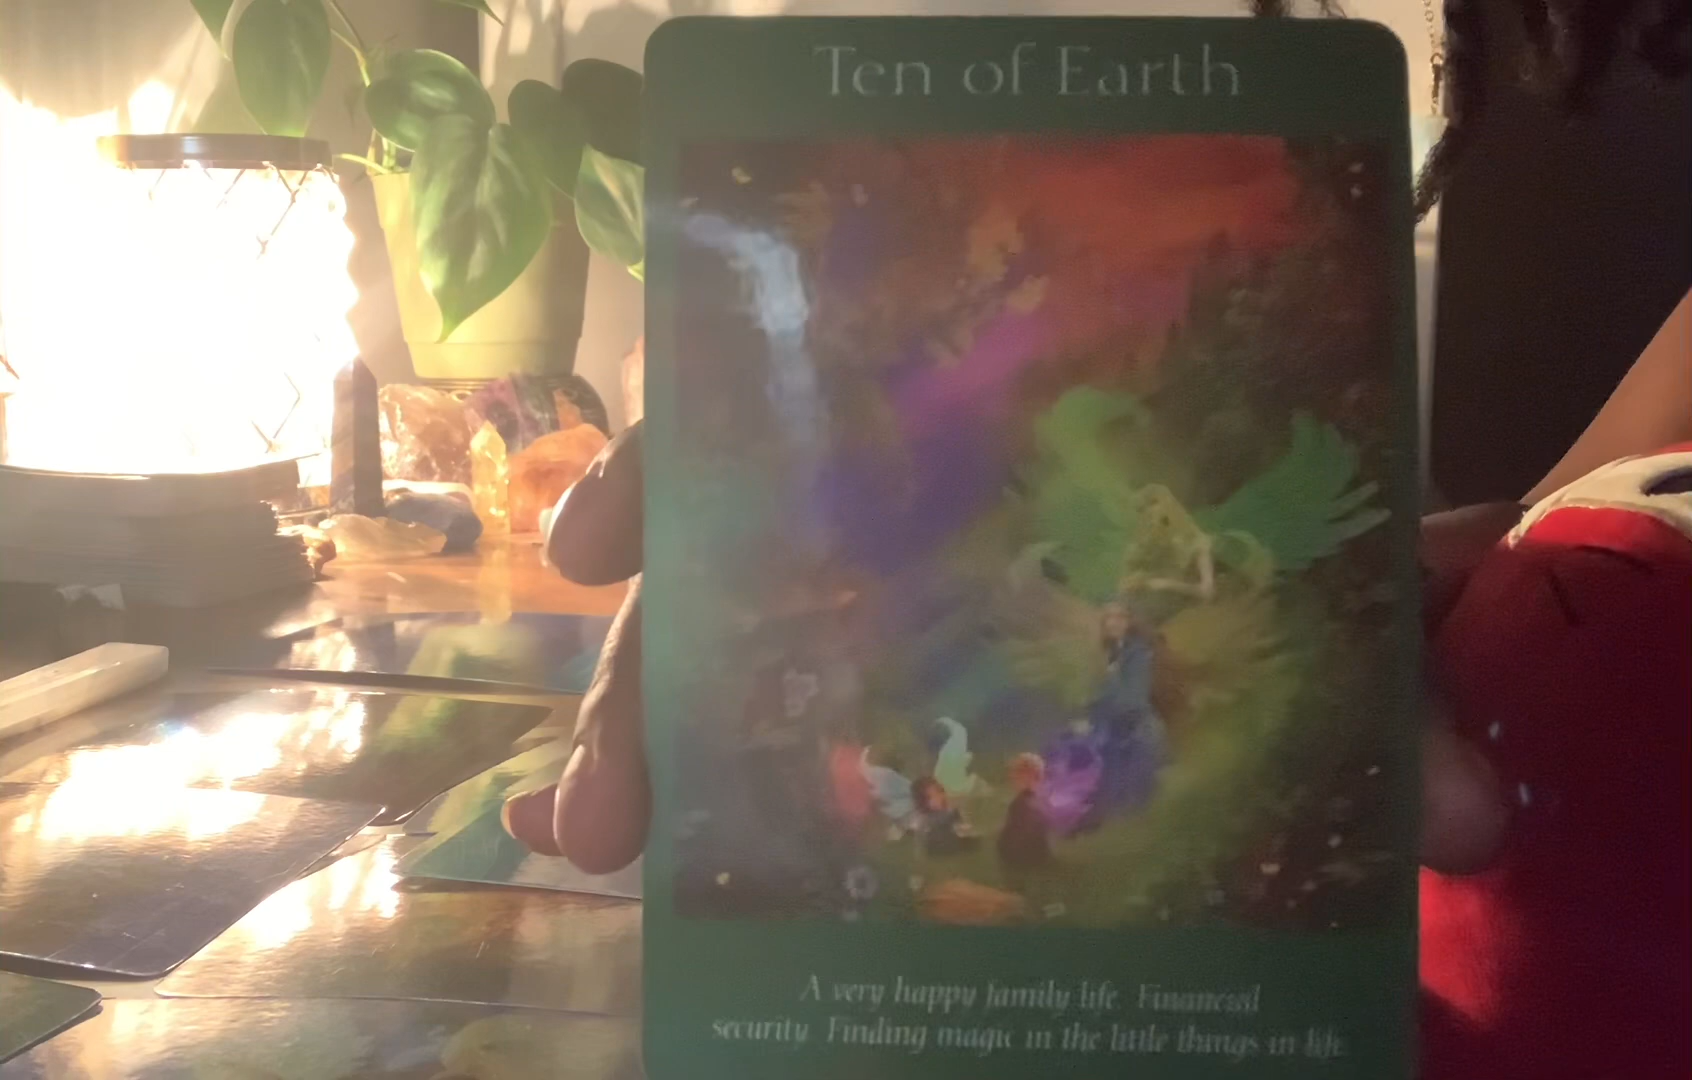 Ten of Earth
A very happy family life. Financial
security. Finding magic in the little things in life.